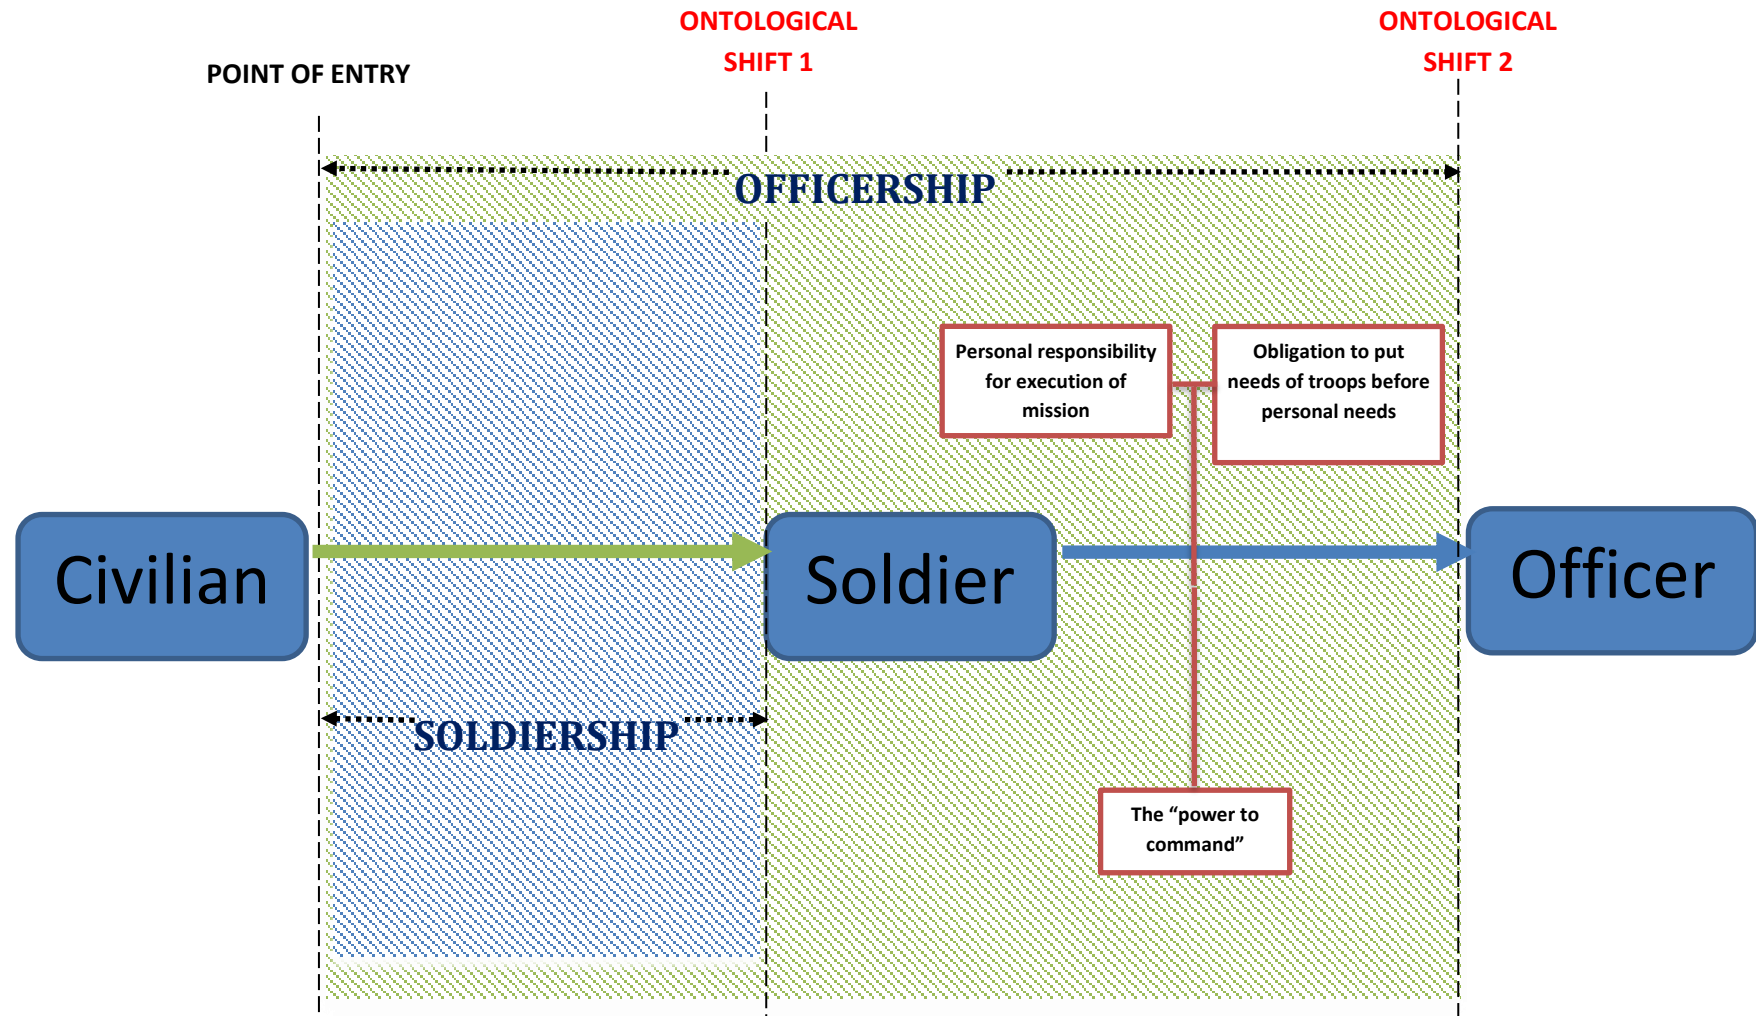 ONTOLOGICAL
SHIFT 1
ONTOLOGICAL
SHIFT 2
POINT OF ENTRY
OFFICERSHIP
Personal responsibility
for execution of
mission
Obligation to put
needs of troops before
personal needs
Civilian
Soldier
Officer
SOLDIERSHIP
The “power to
command”